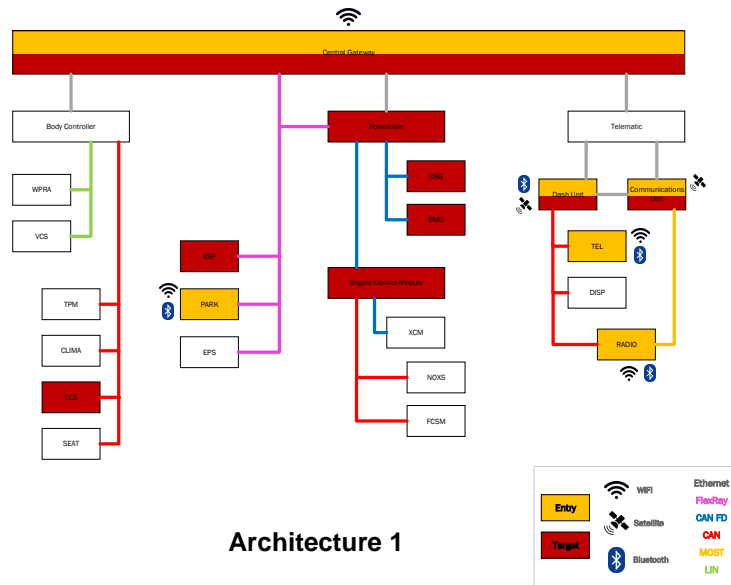 Central Gateway
Body Controller
Powertrain
Telematic
WPRA
CRG
Dash Unit
Communications
Unit
VCS
BMU
TEL
ESP
DISP
Engine Control Module
TPM
PARK
XCM
RADIO
CLIMA
EPS
NOXS
CLS
FCSM
SEAT
Architecture 1
Entry
Target
WIFI
Satellite
Bluetooth
Ethernet
FlexRay
CAN FD
CAN
MOST
LIN